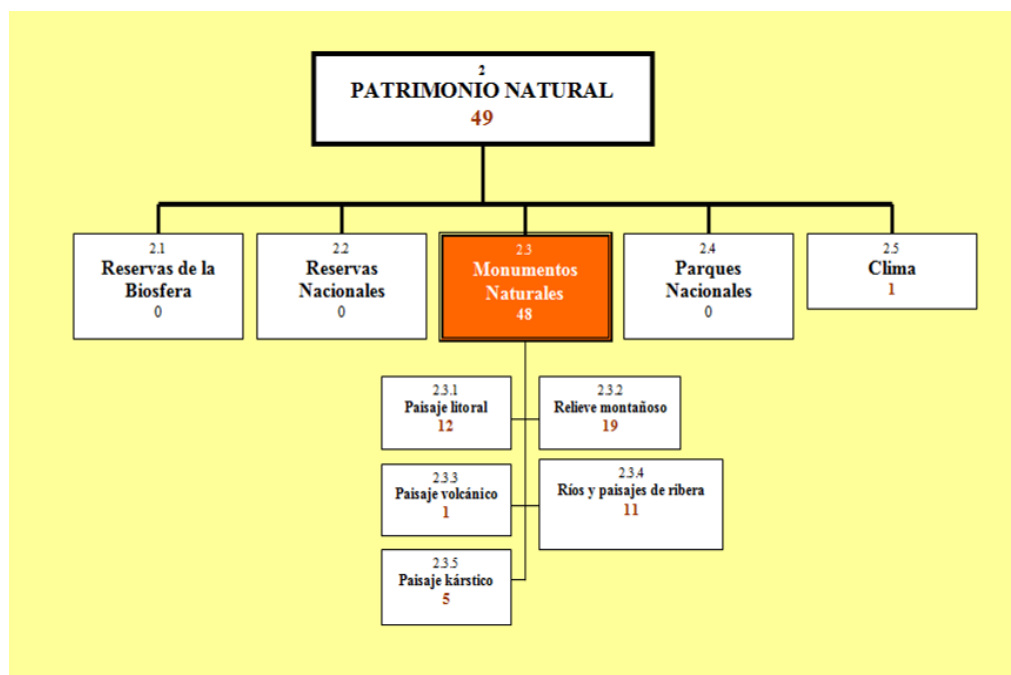 2
PATRIMONIO NATURAL
49
2.1
Reservas de la
Biosfera
0
2.2
Reservas
Nacionales
0
2.3
Monumentos
Naturales
48
2.4
Parques
Nacionales
0
2.5
Clima
1
2.3.1
Paisaje litoral
12
2.3.2
Relieve montañoso
19
2.3.3
Paisaje volcánico
1
2.3.4
Ríos y paisajes de ribera
11
2.3.5
Paisaje kárstico
5